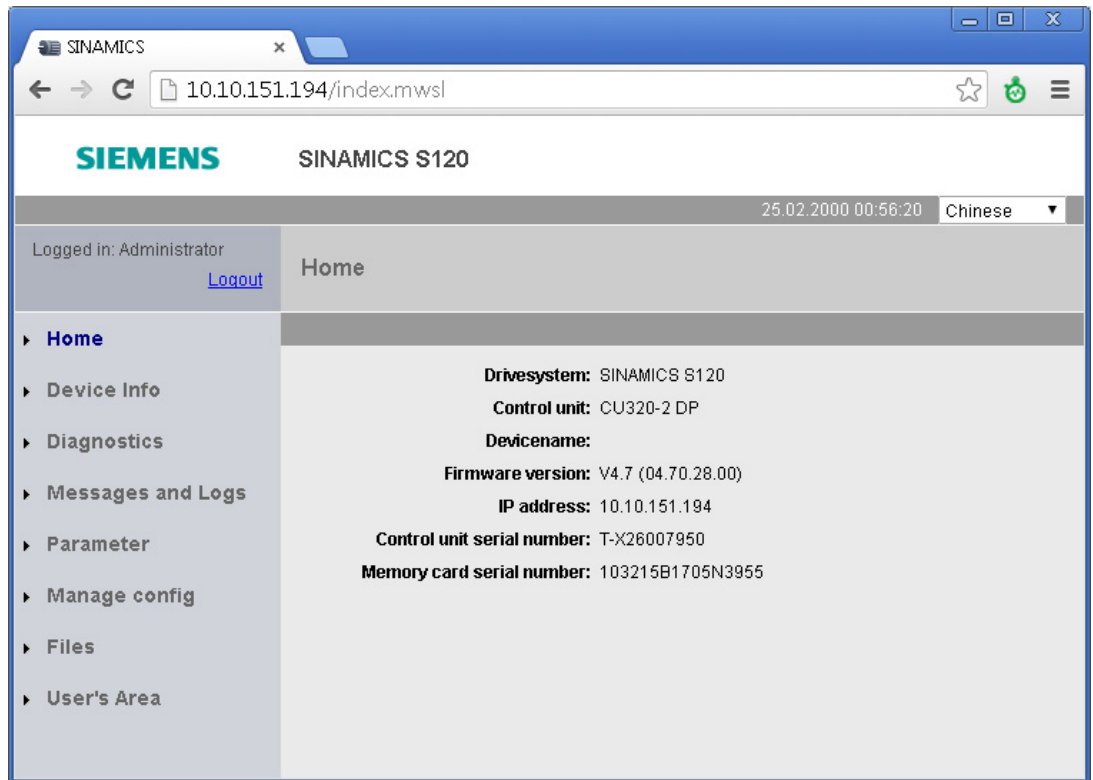 SINAMICS
10.10.151.194/index.mwsl
SIEMENS SINAMICS S120
25.02.2000 00:56:20 Chinese
Logged in: Administrator
Logout
Home
Home
Device Info
Diagnostics
Messages and Logs
Parameter
Manage config
Files
User's Area
Drivesystem: SINAMICS S120
Control unit: CU320-2 DP
Devicename:
Firmware version: V4.7 (04.70.28.00)
IP address: 10.10.151.194
Control unit serial number: T-X26007950
Memory card serial number: 103215B1705N3955